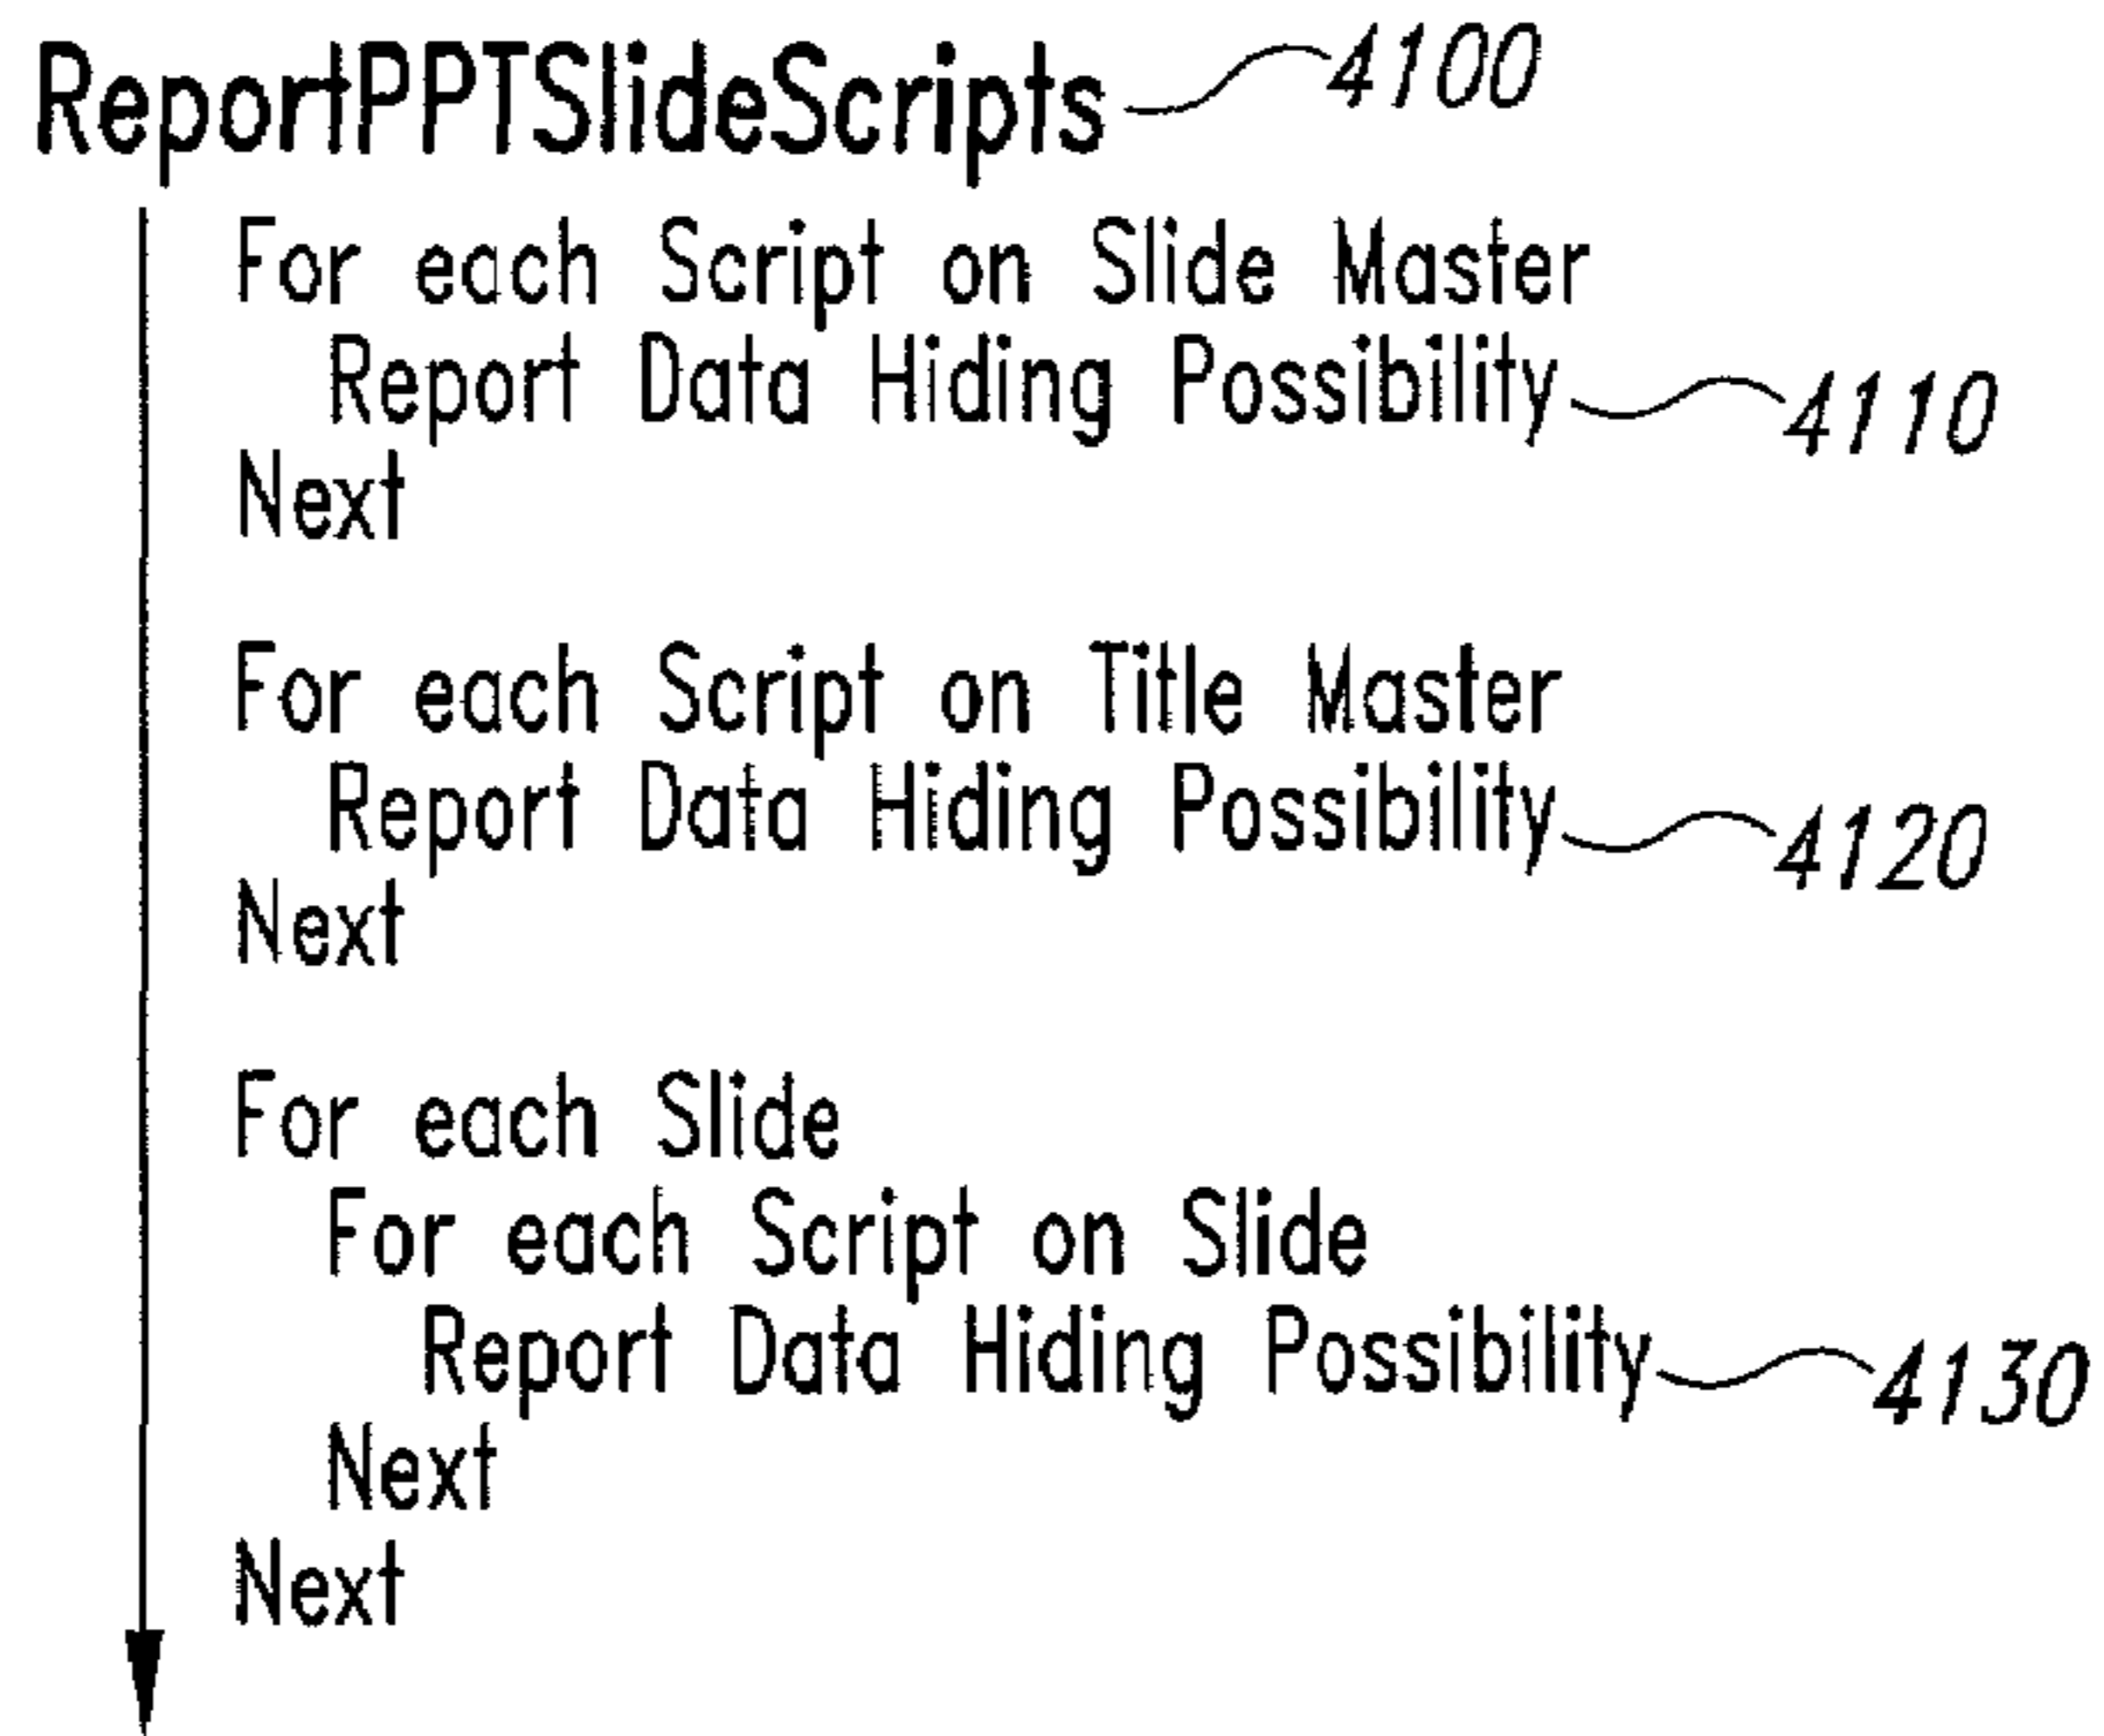 ReportPPTSlideScripts 4100
For each Script on Slide Master
Report Data Hiding Possibility 4110
Next
For each Script on Title Master
Report Data Hiding Possibility 4120
Next
For each Slide
For each Script on Slide
Report Data Hiding Possibility 4130
Next
Next